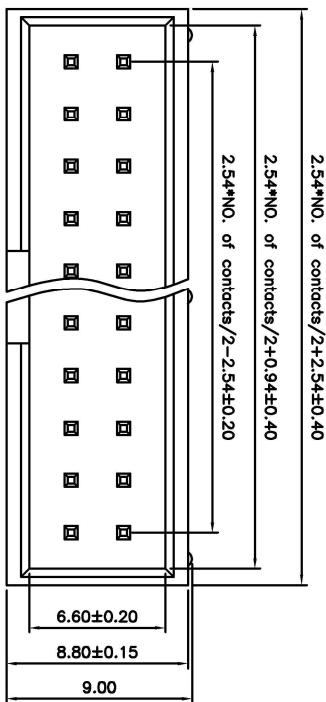 2.54*NO. of contacts/2+2.54±0.40
2.54*NO. of contacts/2+0.94±0.40
2.54*NO. of contacts/2-2.54±0.20
6.60±0.20
8.80±0.15
9.00